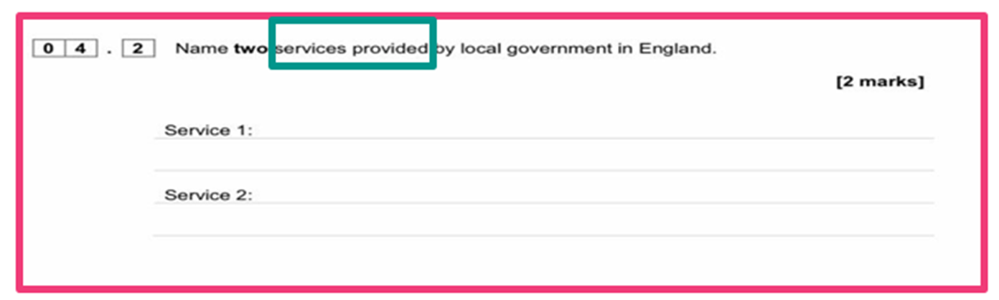 0 4 . 2 Name two services provided by local government in England.
[2 marks]
Service 1:
Service 2: